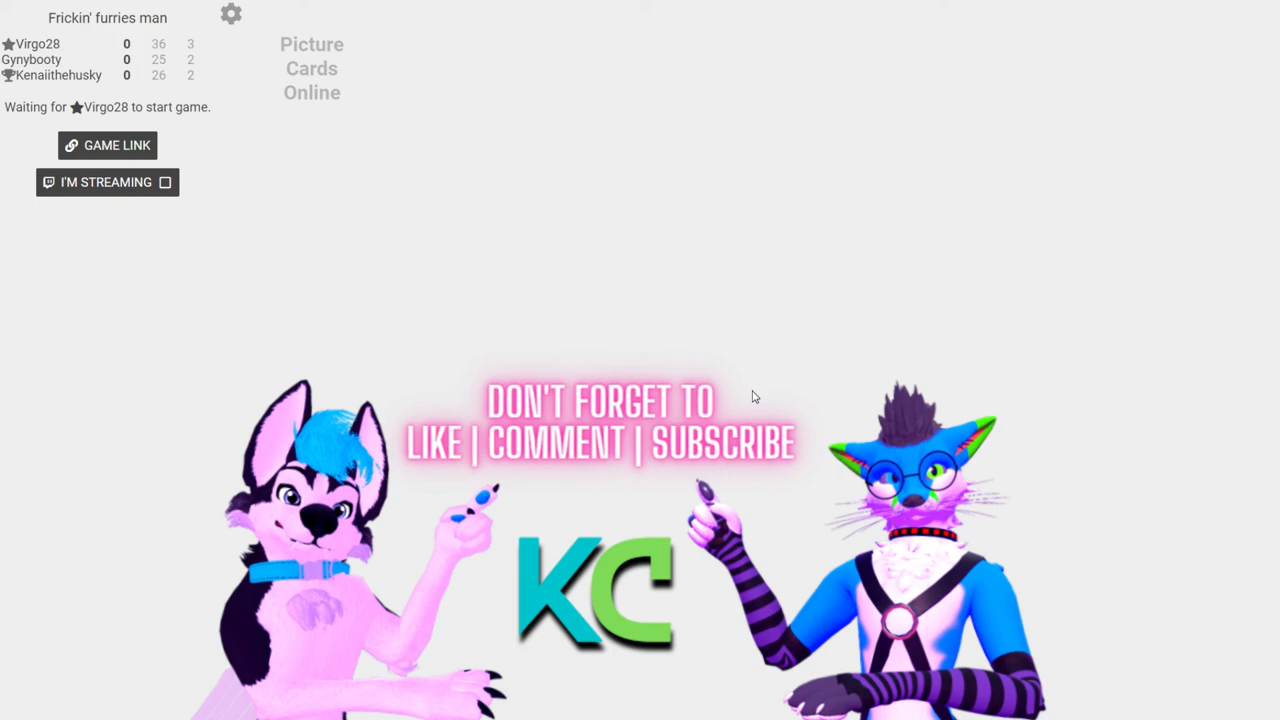 Frickin' furries man
Virgo28 0 36 3
Gynybooty 0 25 2
Kenaiithehusky 0 26 2
Waiting for Virgo28 to start game.
GAME LINK
I'M STREAMING
Picture
Cards
Online
DON'T FORGET TO
LIKE | COMMENT | SUBSCRIBE
KC